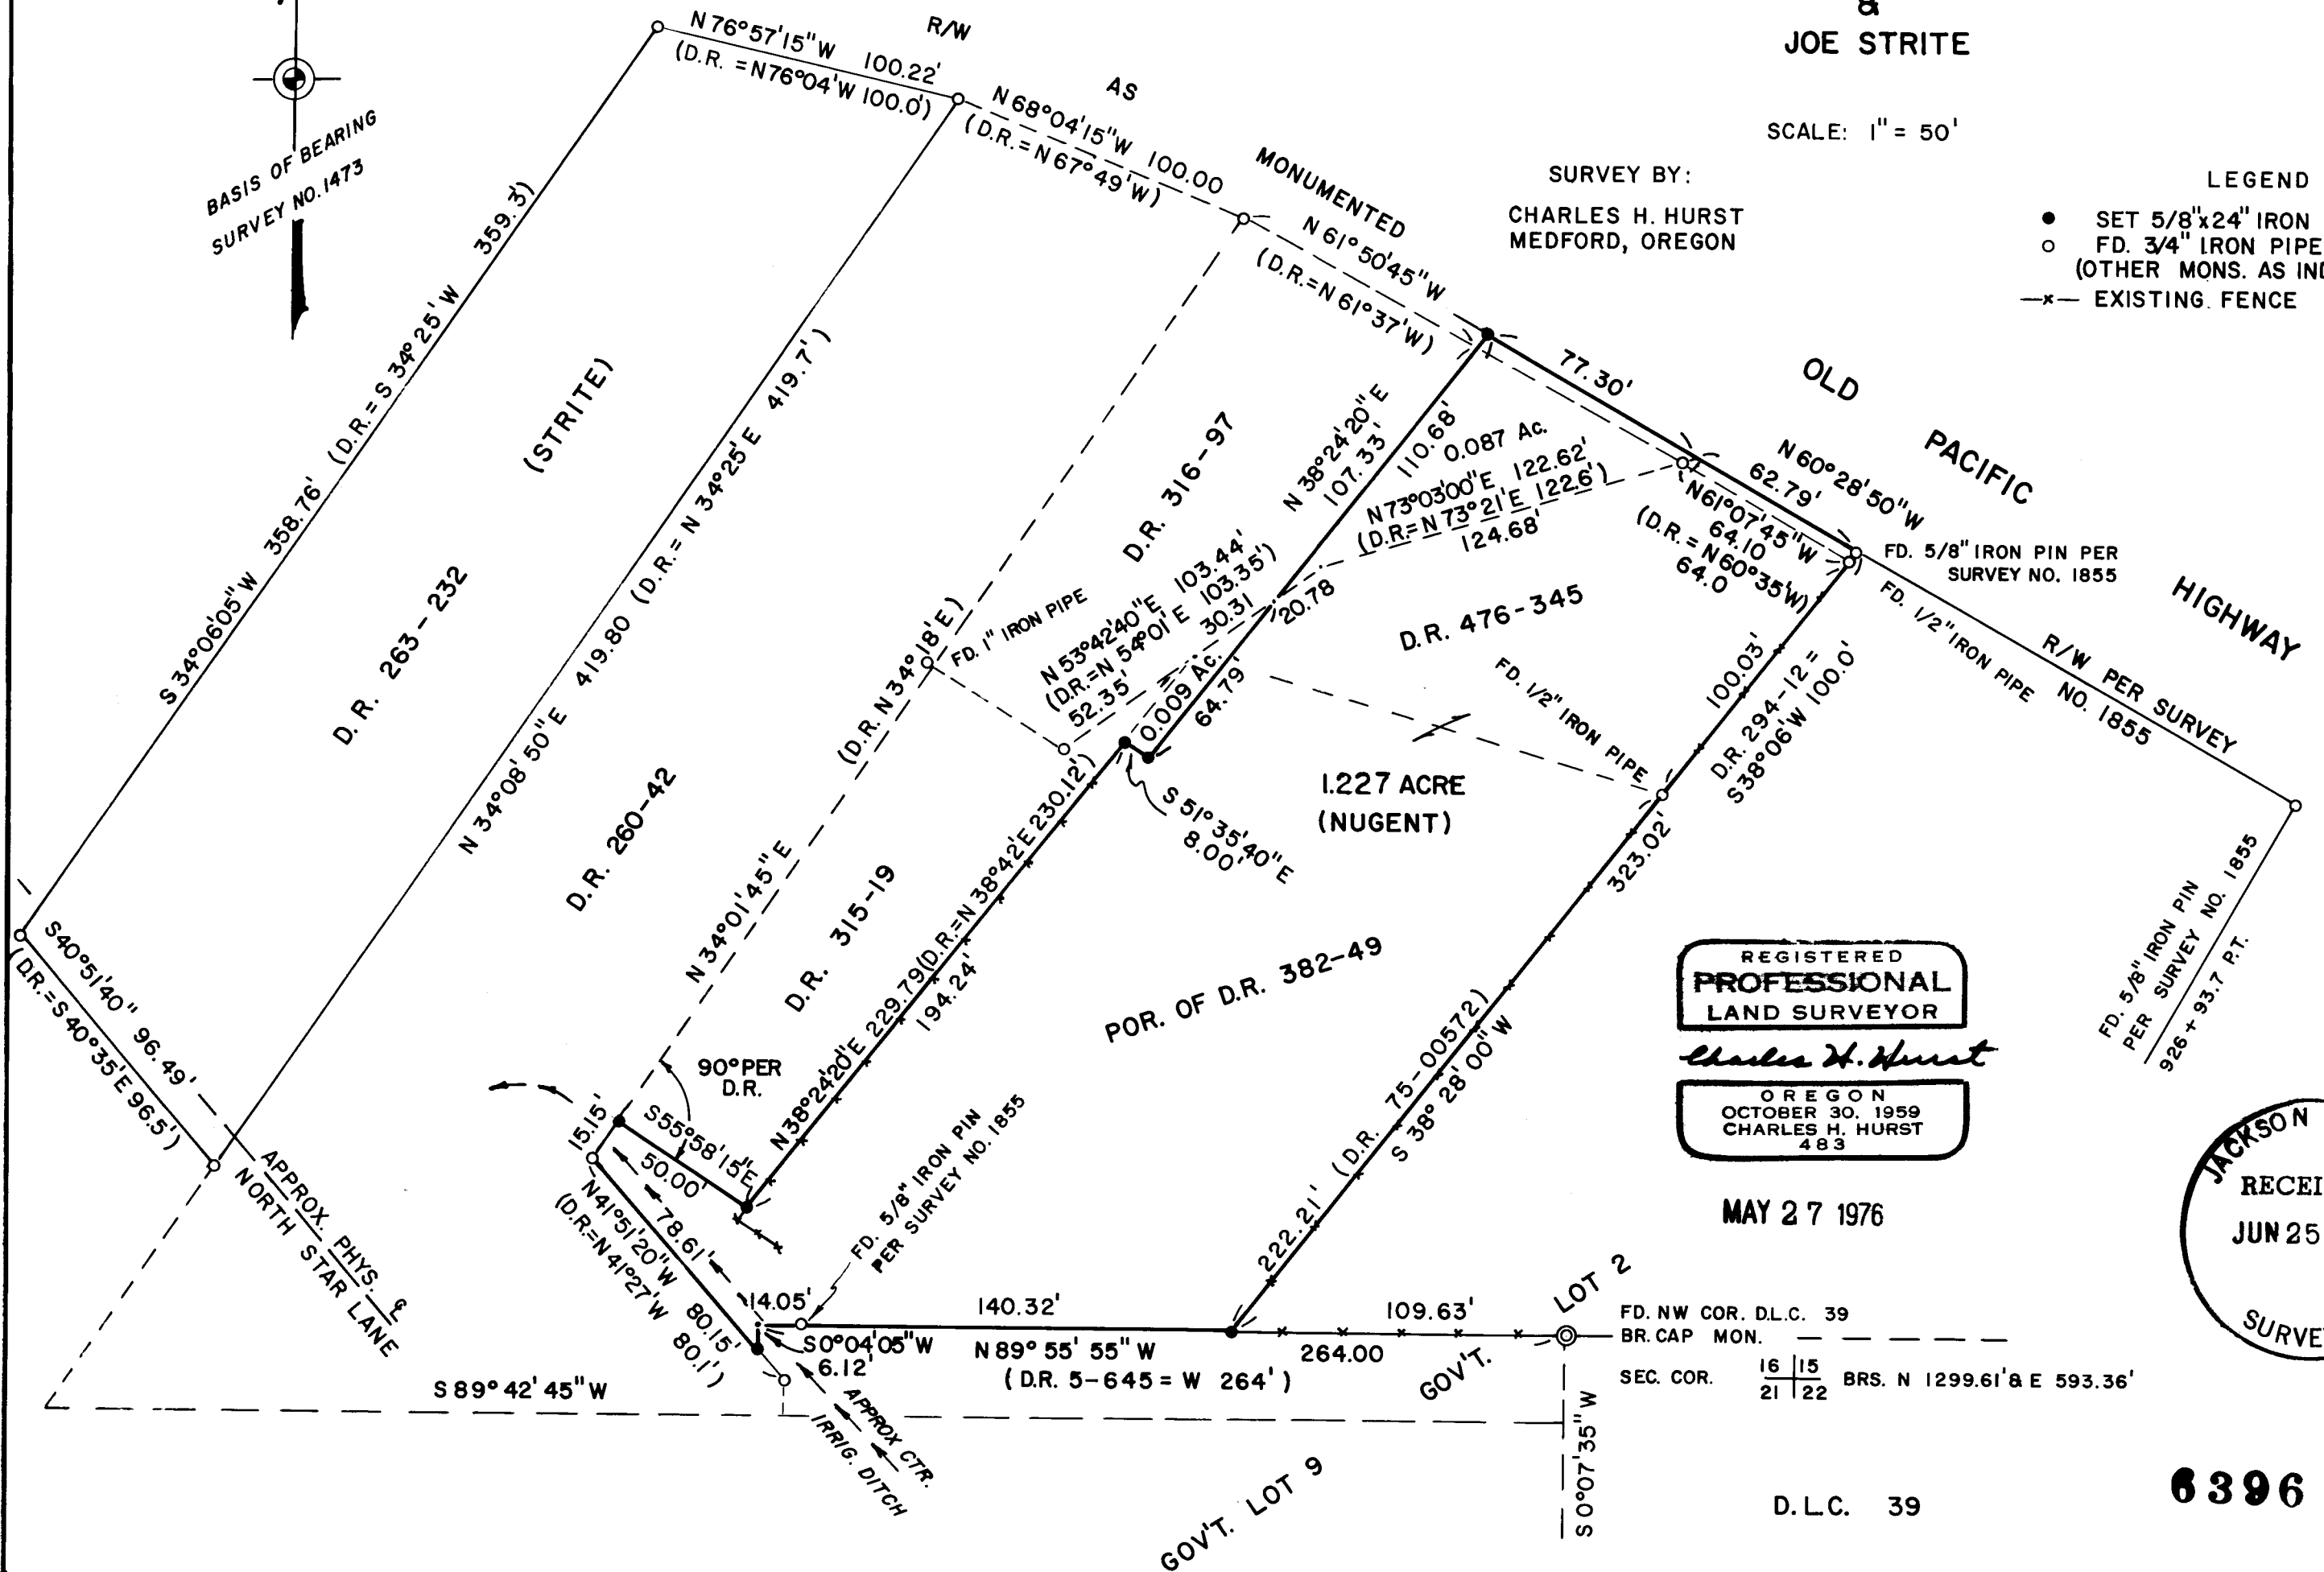 &
JOE STRITE
SCALE: 1" = 50'
SURVEY BY:
CHARLES H. HURST
MEDFORD, OREGON
LEGEND
SET 5/8"x24" IRON
FD. 3/4" IRON PIPE
(OTHER MONS. AS IND
—x— EXISTING. FENCE
BASIS OF BEARING
SURVEY NO. 1473
N 76°57'15" W 100.22'
(D.R. = N76°04'W 100.0')
R/W
AS
MONUMENTED
N 68°04'15" W 100.00
(D.R. = N 67°49'W)
N 61°50'45" W
(D.R.= N 61°37'W)
77.30'
OLD
PACIFIC
HIGHWAY
N 60°28'50" W
62.79'
N61°07'45"W
64.10
(D.R. = N60°35'W)
64.0
FD. 5/8" IRON PIN PER
SURVEY NO. 1855
FD. 1/2" IRON PIPE
R/W PER SURVEY
NO. 1855
S 34°06'05" W 358.76' (D.R. = S 34°25' W 359.3')
(STRITE)
D. R. 263-232
N 34°08'50" E 419.80 (D.R. = N 34°25'E 419.7')
D.R. 260-42
D.R. 316-97
N 38°24'20" E
107.33'
110.68'
0.087 Ac.
N73°03'00"E 122.62'
(D.R.= N 73°21'E 122.6')
124.68'
N 53°42'40"E 103.44'
(D.R.= N 54°01'E 103.35')
52.35'
30.31
20.78
0.009 Ac.
64.79'
FD. 1" IRON PIPE
D.R. 476-345
FD. 1/2" IRON PIPE
100.03'
D.R. 294-12 "
S38°06'W 100.0'
(D.R. N 34°18'E)
N 34°01'45" E
D.R. 315-19
N38°24'20"E 229.79 (D.R.= N 38°42'E 230.12')
194.24'
S 51°35'40" E
8.00'
1.227 ACRE
(NUGENT)
323.02'
POR. OF D.R. 382-49
222.21' (D.R. 75-00572)
S 38°28'00" W
FD. 5/8" IRON PIN
PER SURVEY NO. 1855
926 + 93.7 P.T.
REGISTERED
PROFESSIONAL
LAND SURVEYOR
Charles H. Hurst
OREGON
OCTOBER 30, 1959
CHARLES H. HURST
483
MAY 27 1976
JACKSON
RECEI
JUN 25
SURVE
S40°51'40" 96.49'
(D.R.= S 40°35'E 96.5')
APPROX. PHYS. ℄
NORTH STAR LANE
90° PER
D.R.
15.15'
S55°58'15"E
50.00'
78.61'
N41°51'20"W 80.15'
(D.R.= N41°27'W 80.1')
FD. 5/8" IRON PIN
PER SURVEY NO. 1855
14.05'
140.32'
109.63'
S0°04'05"W
6.12'
N 89°55'55" W
264.00
(D.R. 5-645 = W 264')
S 89°42'45" W
APPROX CTR.
IRRIG. DITCH
GOV'T. LOT 2
FD. NW COR. D.L.C. 39
BR. CAP MON.
SEC. COR. 16 | 15
21 | 22 BRS. N 1299.61' & E 593.36'
S 0°07'35" W
GOV'T. LOT 9
D.L.C. 39
6396